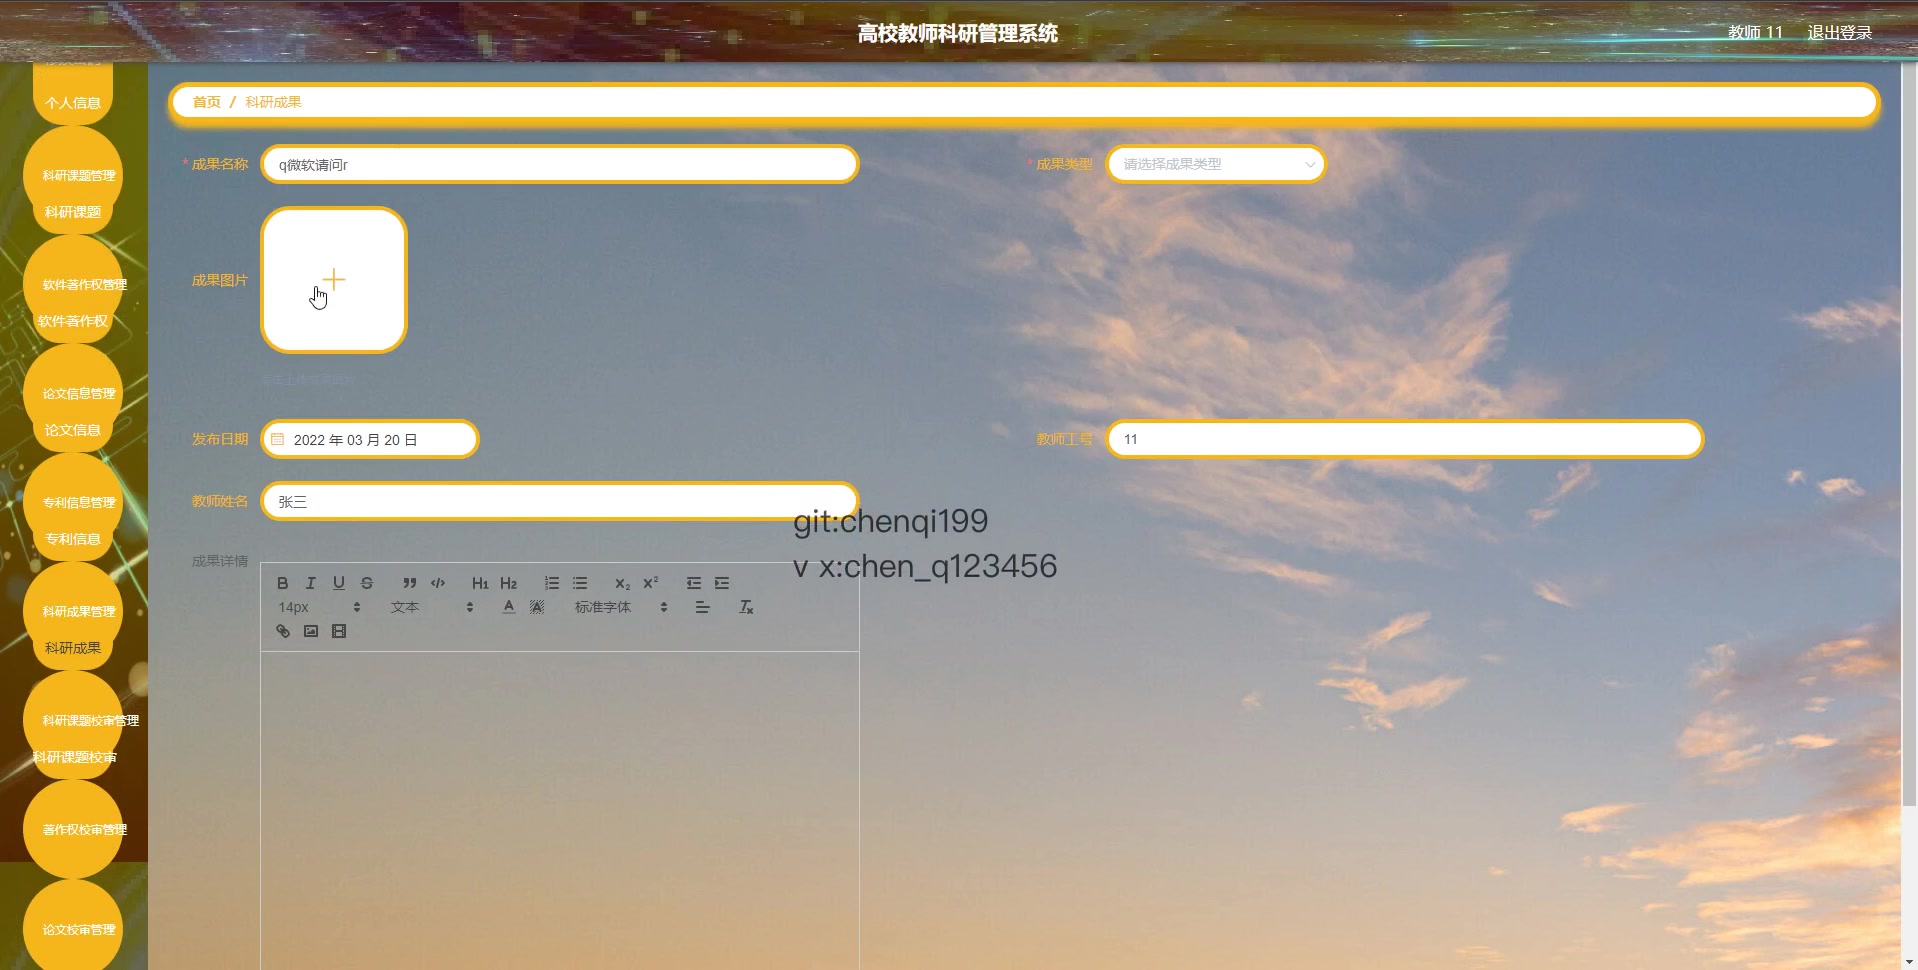 高校教师科研管理系统
教师 11 退出登录
个人信息
首页 / 科研成果
* 成果名称 q微软请问r
* 成果类型 请选择成果类型
科研课题管理
科研课题
成果图片
软件著作权管理
软件著作权
论文信息管理
论文信息
发布日期 2022 年 03 月 20 日
教师工号 11
教师姓名 张三
专利信息管理
专利信息
git:chenqi199
v x:chen_q123456
成果详情
B I U S H1 H2 X2 X2
14px 文本 A A 标准字体 Tx
科研成果管理
科研成果
科研课题校审管理
科研课题校审
著作权校审管理
论文校审管理